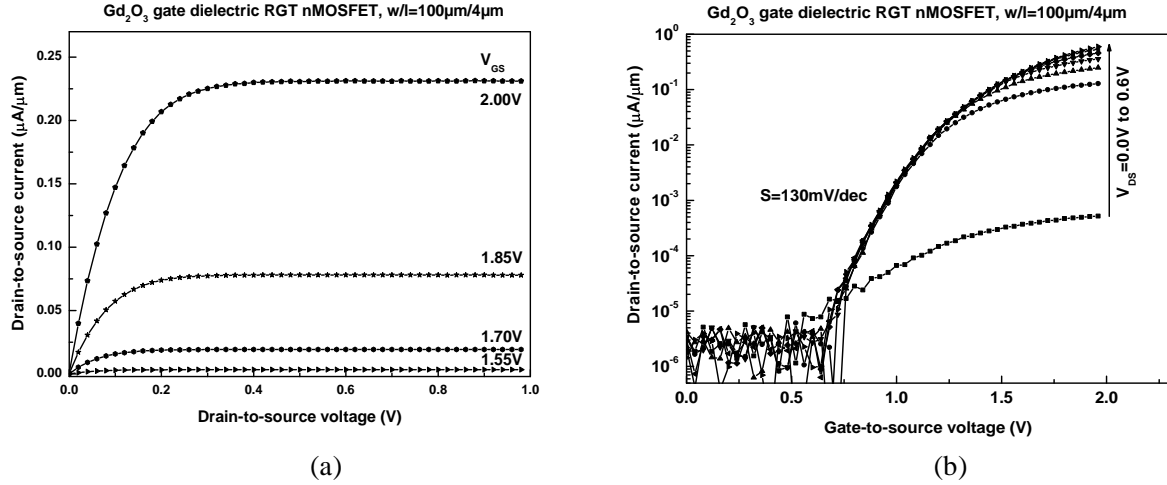 Gd₂O₃ gate dielectric RGT nMOSFET, w/l=100µm/4µm
Drain-to-source current (µA/µm)
0.25
0.20
0.15
0.10
0.05
0.00
V_GS
2.00V
1.85V
1.70V
1.55V
0.0 0.2 0.4 0.6 0.8 1.0
Drain-to-source voltage (V)
(a)
Gd₂O₃ gate dielectric RGT nMOSFET, w/l=100µm/4µm
Drain-to-source current (µA/µm)
10⁰
10⁻¹
10⁻²
10⁻³
10⁻⁴
10⁻⁵
10⁻⁶
S=130mV/dec
V_DS=0.0V to 0.6V
0.0 0.5 1.0 1.5 2.0
Gate-to-source voltage (V)
(b)